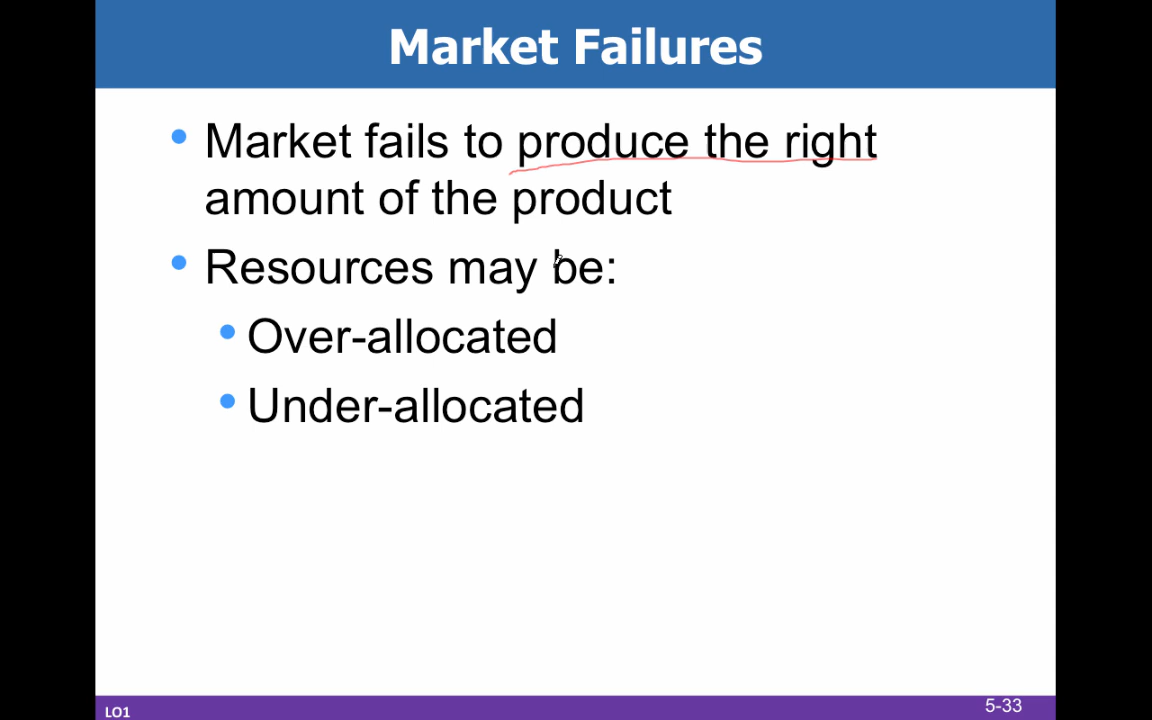 Market Failures
• Market fails to produce the right
amount of the product
• Resources may be:
• Over-allocated
• Under-allocated
LO1
5-33